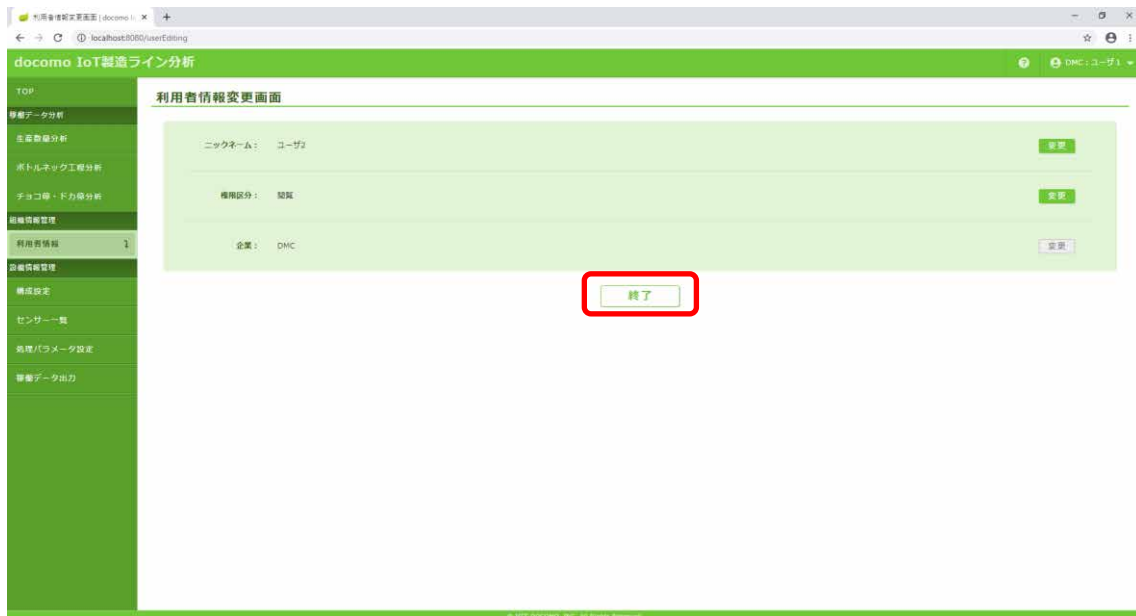 利用者情報変更画面 | docomo I
localhost:8080/userEditing
docomo IoT製造ライン分析
DMC : ユーザ1
TOP
利用者情報変更画面
稼働データ分析
生産数量分析
ニックネーム： ユーザ2 変更
ボトルネック工程分析
チョコ停・ドカ停分析
権限区分： 閲覧 変更
組織情報管理
利用者情報
企業： DMC 変更
設備情報管理
構成設定
終了
センサー一覧
処理パラメータ設定
稼働データ出力
© NTT DOCOMO, INC. All Rights Reserved.